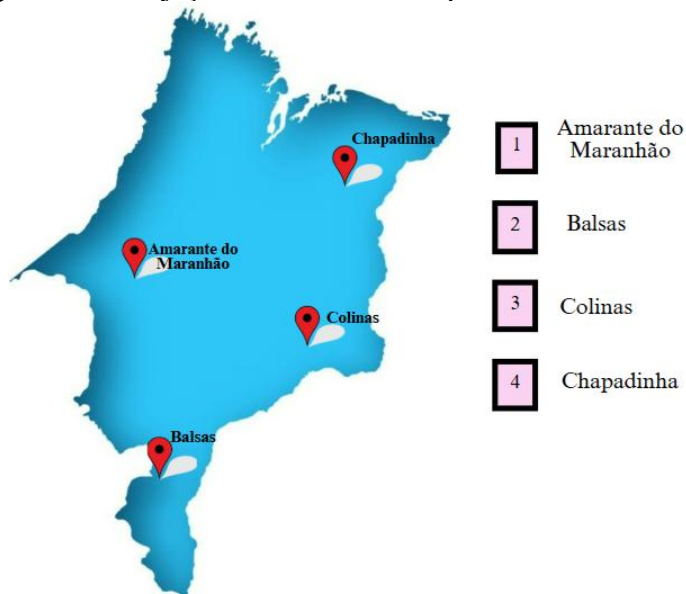 Chapadinha
Amarante do
Maranhão
Colinas
Balsas
1 Amarante do
Maranhão
2 Balsas
3 Colinas
4 Chapadinha